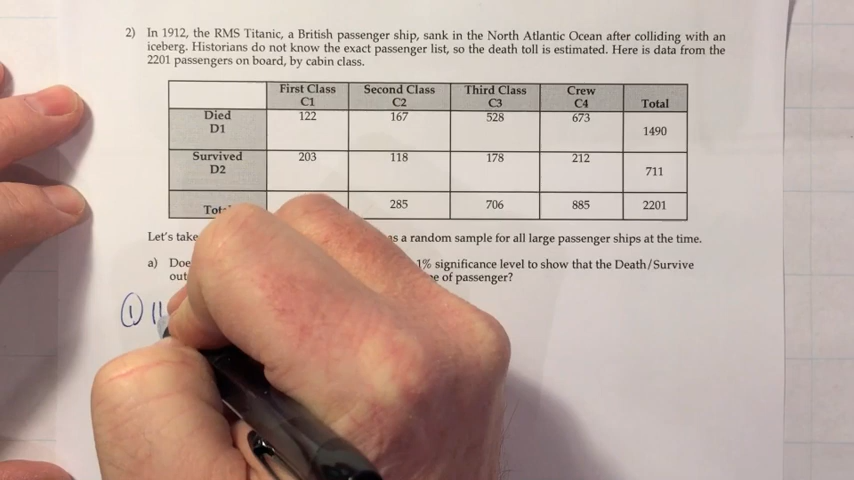 2) In 1912, the RMS Titanic, a British passenger ship, sank in the North Atlantic Ocean after colliding with an
iceberg. Historians do not know the exact passenger list, so the death toll is estimated. Here is data from the
2201 passengers on board, by cabin class.
First Class C1 Second Class C2 Third Class C3 Crew C4 Total
Died D1 122 167 528 673 1490
Survived D2 203 118 178 212 711
285 706 885 2201
Let's take a random sample for all large passenger ships at the time.
a) 1% significance level to show that the Death/Survive
of passenger?
1